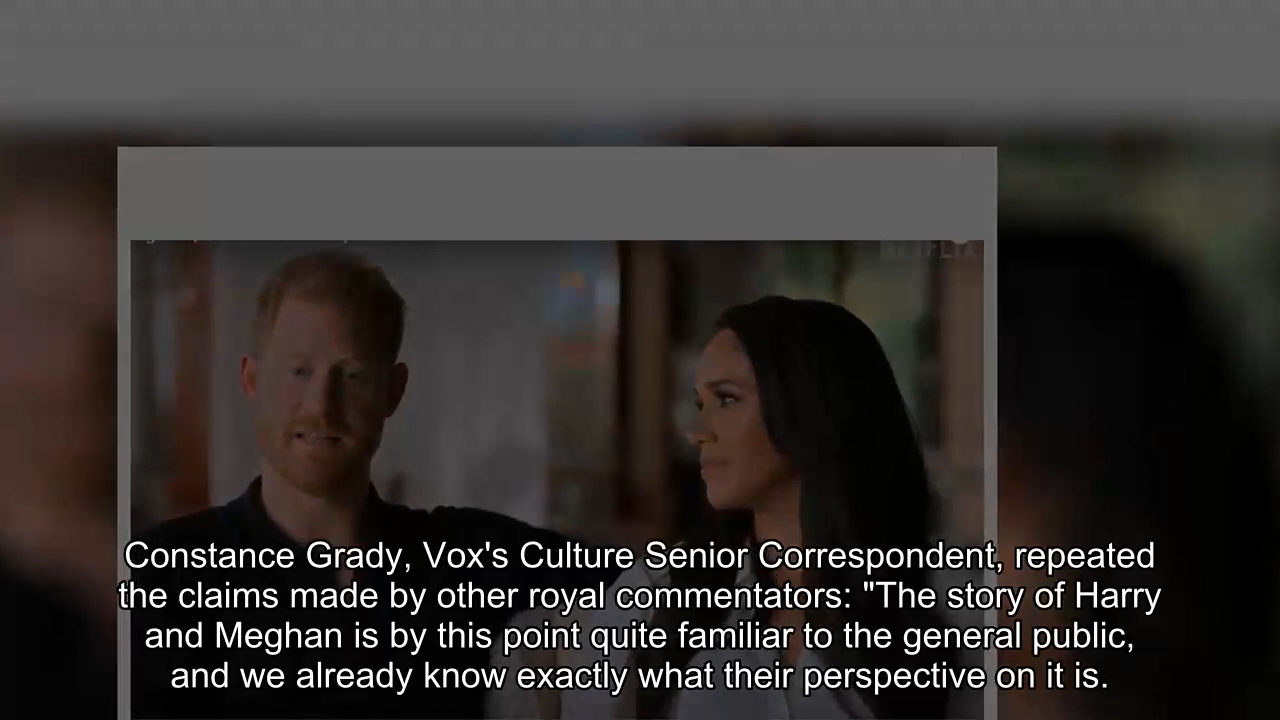 NETFLIX
Constance Grady, Vox's Culture Senior Correspondent, repeated
the claims made by other royal commentators: "The story of Harry
and Meghan is by this point quite familiar to the general public,
and we already know exactly what their perspective on it is.